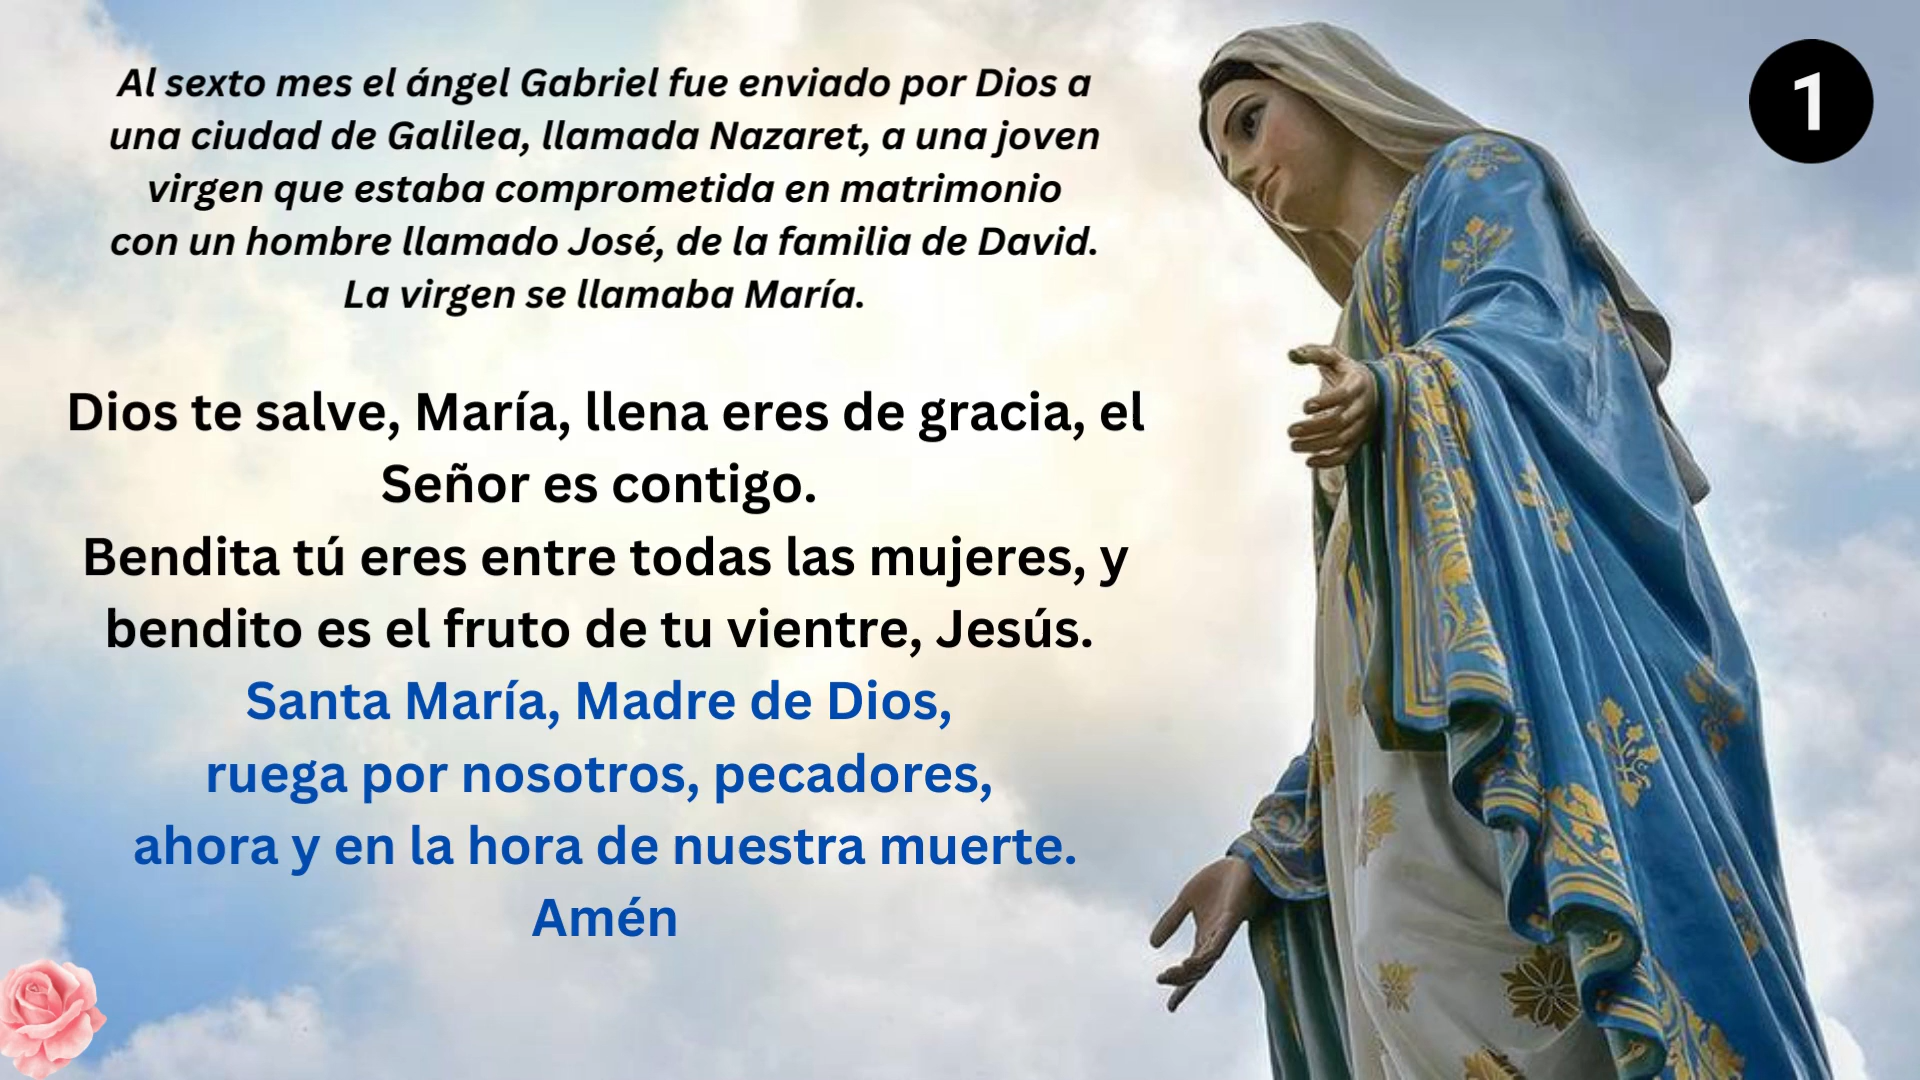 Al sexto mes el ángel Gabriel fue enviado por Dios a
una ciudad de Galilea, llamada Nazaret, a una joven
virgen que estaba comprometida en matrimonio
con un hombre llamado José, de la familia de David.
La virgen se llamaba María.
1
Dios te salve, María, llena eres de gracia, el
Señor es contigo.
Bendita tú eres entre todas las mujeres, y
bendito es el fruto de tu vientre, Jesús.
Santa María, Madre de Dios,
ruega por nosotros, pecadores,
ahora y en la hora de nuestra muerte.
Amén